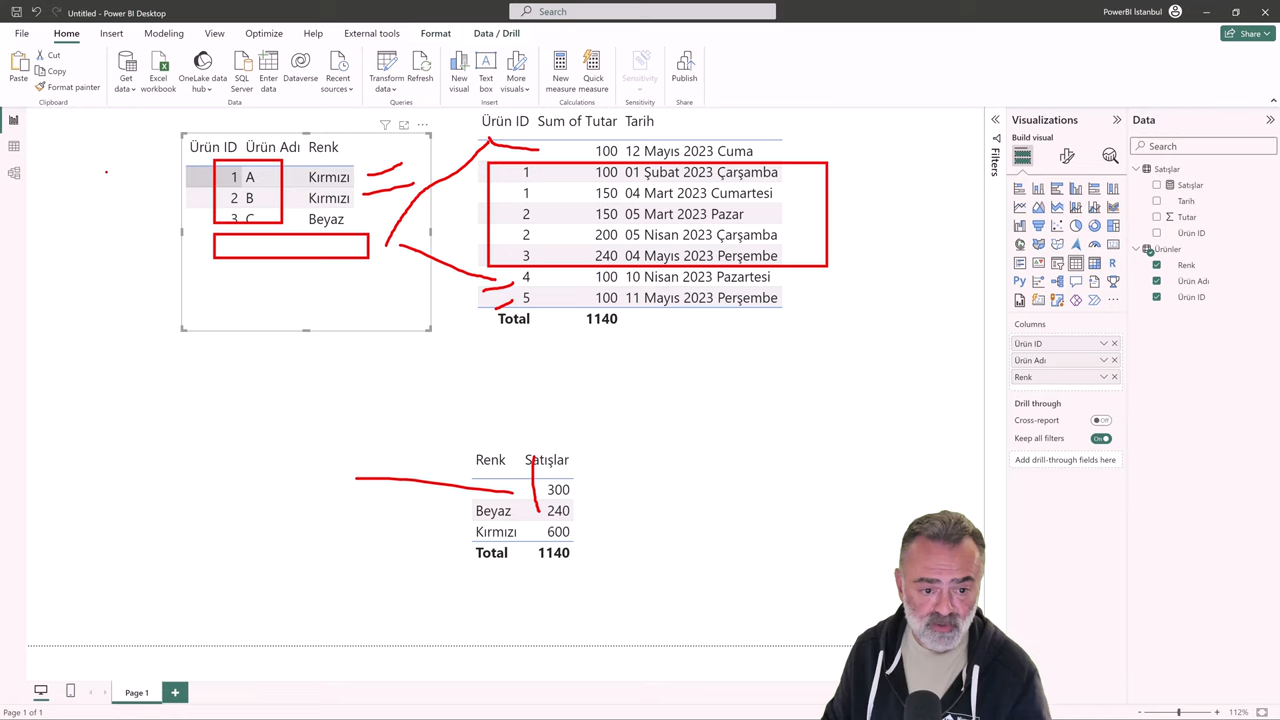 Untitled - Power BI Desktop
Search
PowerBI Istanbul
File Home Insert Modeling View Optimize Help External tools Format Data / Drill
Share
Paste
Cut
Copy
Format painter
Get data
Excel workbook
OneLake data hub
SQL Server
Enter data
Dataverse
Recent sources
Transform data
Refresh
New visual
Text box
More visuals
New measure
Quick measure
Sensitivity
Publish
Clipboard Data Queries Insert Calculations Sensitivity Share
Ürün ID Ürün Adı Renk
1 A Kırmızı
2 B Kırmızı
3 C Beyaz
Ürün ID Sum of Tutar Tarih
100 12 Mayıs 2023 Cuma
1 100 01 Şubat 2023 Çarşamba
1 150 04 Mart 2023 Cumartesi
2 150 05 Mart 2023 Pazar
2 200 05 Nisan 2023 Çarşamba
3 240 04 Mayıs 2023 Perşembe
4 100 10 Nisan 2023 Pazartesi
5 100 11 Mayıs 2023 Perşembe
Total 1140
Renk Satışlar
300
Beyaz 240
Kırmızı 600
Total 1140
Filters
Visualizations
Build visual
R
Columns
Ürün ID
Ürün Adı
Renk
Drill through
Cross-report Off
Keep all filters On
Add drill-through fields here
Data
Search
Satışlar
Satışlar
Tarih
Tutar
Ürün ID
Ürünler
Renk
Ürün Adı
Ürün ID
Page 1
Page 1 of 1
112%